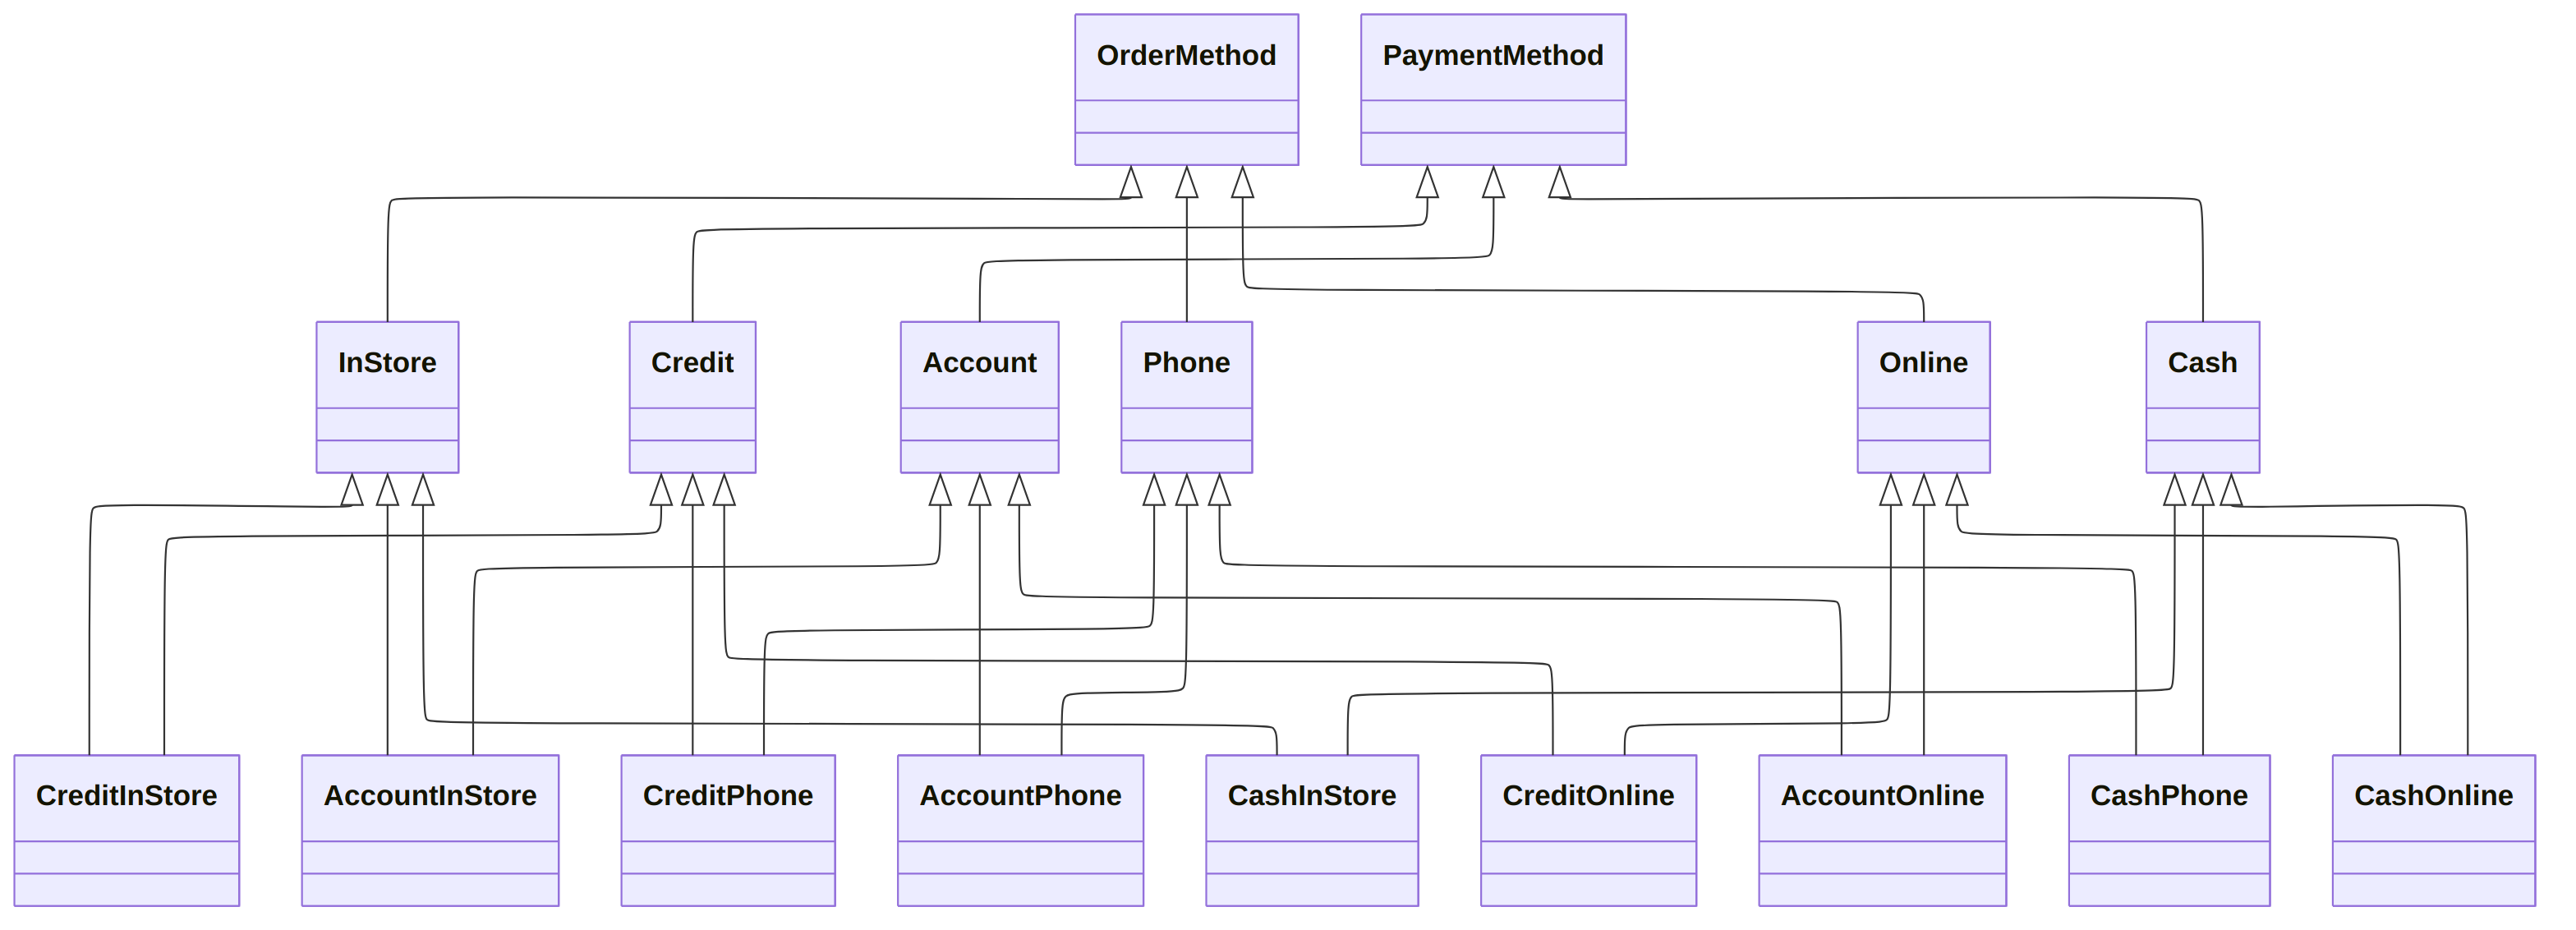 OrderMethod
PaymentMethod
InStore
Credit
Account
Phone
Online
Cash
CreditInStore
AccountInStore
CreditPhone
AccountPhone
CashInStore
CreditOnline
AccountOnline
CashPhone
CashOnline